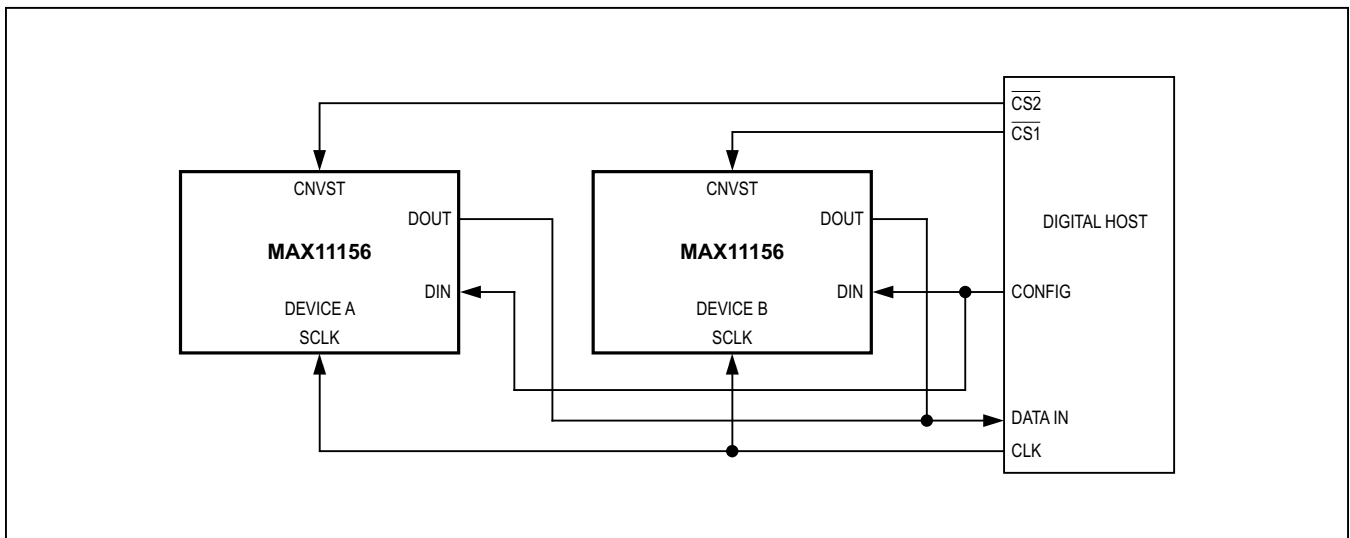 CS2
CS1
CNVST
CNVST
DOUT
DOUT
DIGITAL HOST
MAX11156
MAX11156
DIN
DIN
CONFIG
DEVICE A
DEVICE B
SCLK
SCLK
DATA IN
CLK